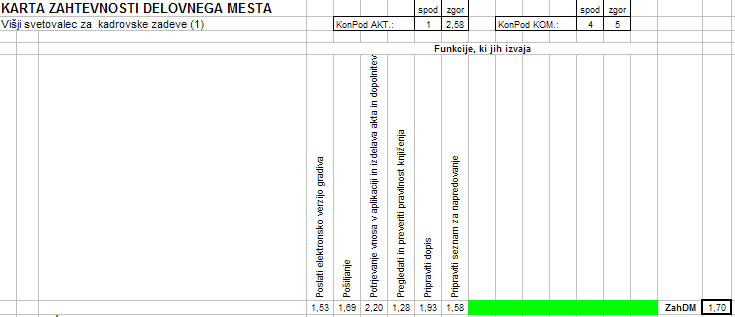 KARTA ZAHTEVNOSTI DELOVNEGA MESTA
spod zgor
spod zgor
Višji svetovalec za kadrovske zadeve (1)
KonPod AKT.: 1 2,58
KonPod KOM.: 4 5
Funkcije, ki jih izvaja
Poslati elektronsko verzijo gradiva
Pošiljanje
Potrjevanje vnosa v aplikaciji in izdelava akta in dopolnitev
Pregledati in preveriti pravilnost knjiženja
Pripraviti dopis
Pripraviti seznam za napredovanje
1,53 1,69 2,20 1,28 1,93 1,58
ZahDM 1,70